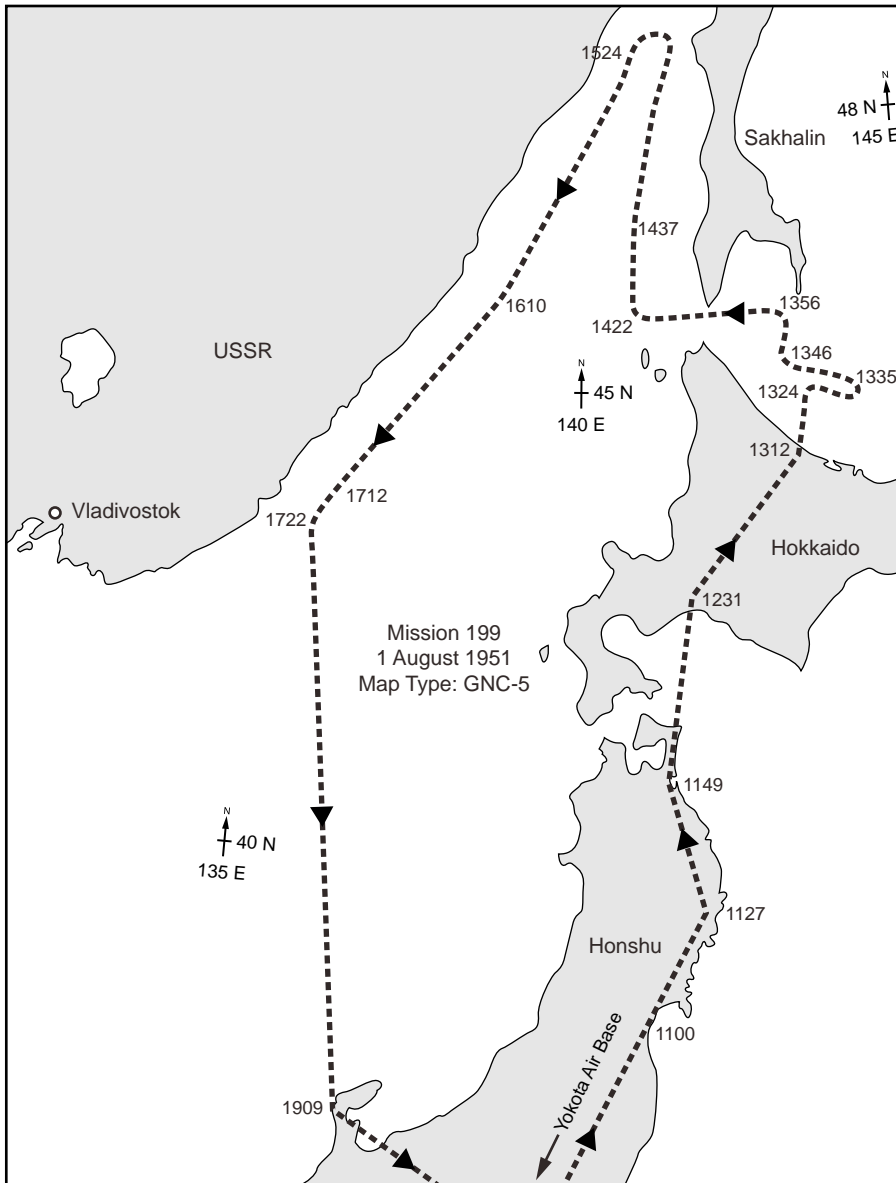 1524
N
48 N
145 E
Sakhalin
1437
1356
1610
1422
1346
1335
USSR
N
1324
45 N
140 E
1312
1712
Vladivostok
1722
Hokkaido
1231
Mission 199
1 August 1951
Map Type: GNC-5
1149
N
40 N
135 E
1127
Honshu
1100
Yokota Air Base
1909